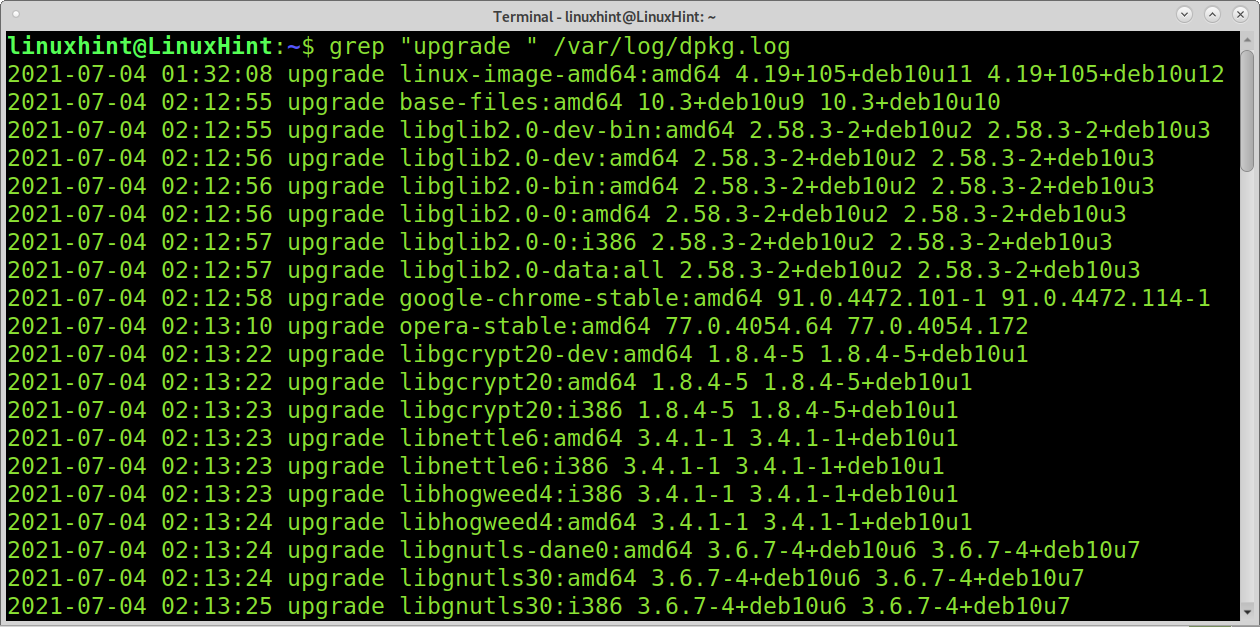 Terminal - linuxhint@LinuxHint: ~
linuxhint@LinuxHint:~$ grep "upgrade " /var/log/dpkg.log
2021-07-04 01:32:08 upgrade linux-image-amd64:amd64 4.19+105+deb10u11 4.19+105+deb10u12
2021-07-04 02:12:55 upgrade base-files:amd64 10.3+deb10u9 10.3+deb10u10
2021-07-04 02:12:55 upgrade libglib2.0-dev-bin:amd64 2.58.3-2+deb10u2 2.58.3-2+deb10u3
2021-07-04 02:12:56 upgrade libglib2.0-dev:amd64 2.58.3-2+deb10u2 2.58.3-2+deb10u3
2021-07-04 02:12:56 upgrade libglib2.0-bin:amd64 2.58.3-2+deb10u2 2.58.3-2+deb10u3
2021-07-04 02:12:56 upgrade libglib2.0-0:amd64 2.58.3-2+deb10u2 2.58.3-2+deb10u3
2021-07-04 02:12:57 upgrade libglib2.0-0:i386 2.58.3-2+deb10u2 2.58.3-2+deb10u3
2021-07-04 02:12:57 upgrade libglib2.0-data:all 2.58.3-2+deb10u2 2.58.3-2+deb10u3
2021-07-04 02:12:58 upgrade google-chrome-stable:amd64 91.0.4472.101-1 91.0.4472.114-1
2021-07-04 02:13:10 upgrade opera-stable:amd64 77.0.4054.64 77.0.4054.172
2021-07-04 02:13:22 upgrade libgcrypt20-dev:amd64 1.8.4-5 1.8.4-5+deb10u1
2021-07-04 02:13:22 upgrade libgcrypt20:amd64 1.8.4-5 1.8.4-5+deb10u1
2021-07-04 02:13:23 upgrade libgcrypt20:i386 1.8.4-5 1.8.4-5+deb10u1
2021-07-04 02:13:23 upgrade libnettle6:amd64 3.4.1-1 3.4.1-1+deb10u1
2021-07-04 02:13:23 upgrade libnettle6:i386 3.4.1-1 3.4.1-1+deb10u1
2021-07-04 02:13:23 upgrade libhogweed4:i386 3.4.1-1 3.4.1-1+deb10u1
2021-07-04 02:13:24 upgrade libhogweed4:amd64 3.4.1-1 3.4.1-1+deb10u1
2021-07-04 02:13:24 upgrade libgnutls-dane0:amd64 3.6.7-4+deb10u6 3.6.7-4+deb10u7
2021-07-04 02:13:24 upgrade libgnutls30:amd64 3.6.7-4+deb10u6 3.6.7-4+deb10u7
2021-07-04 02:13:25 upgrade libgnutls30:i386 3.6.7-4+deb10u6 3.6.7-4+deb10u7